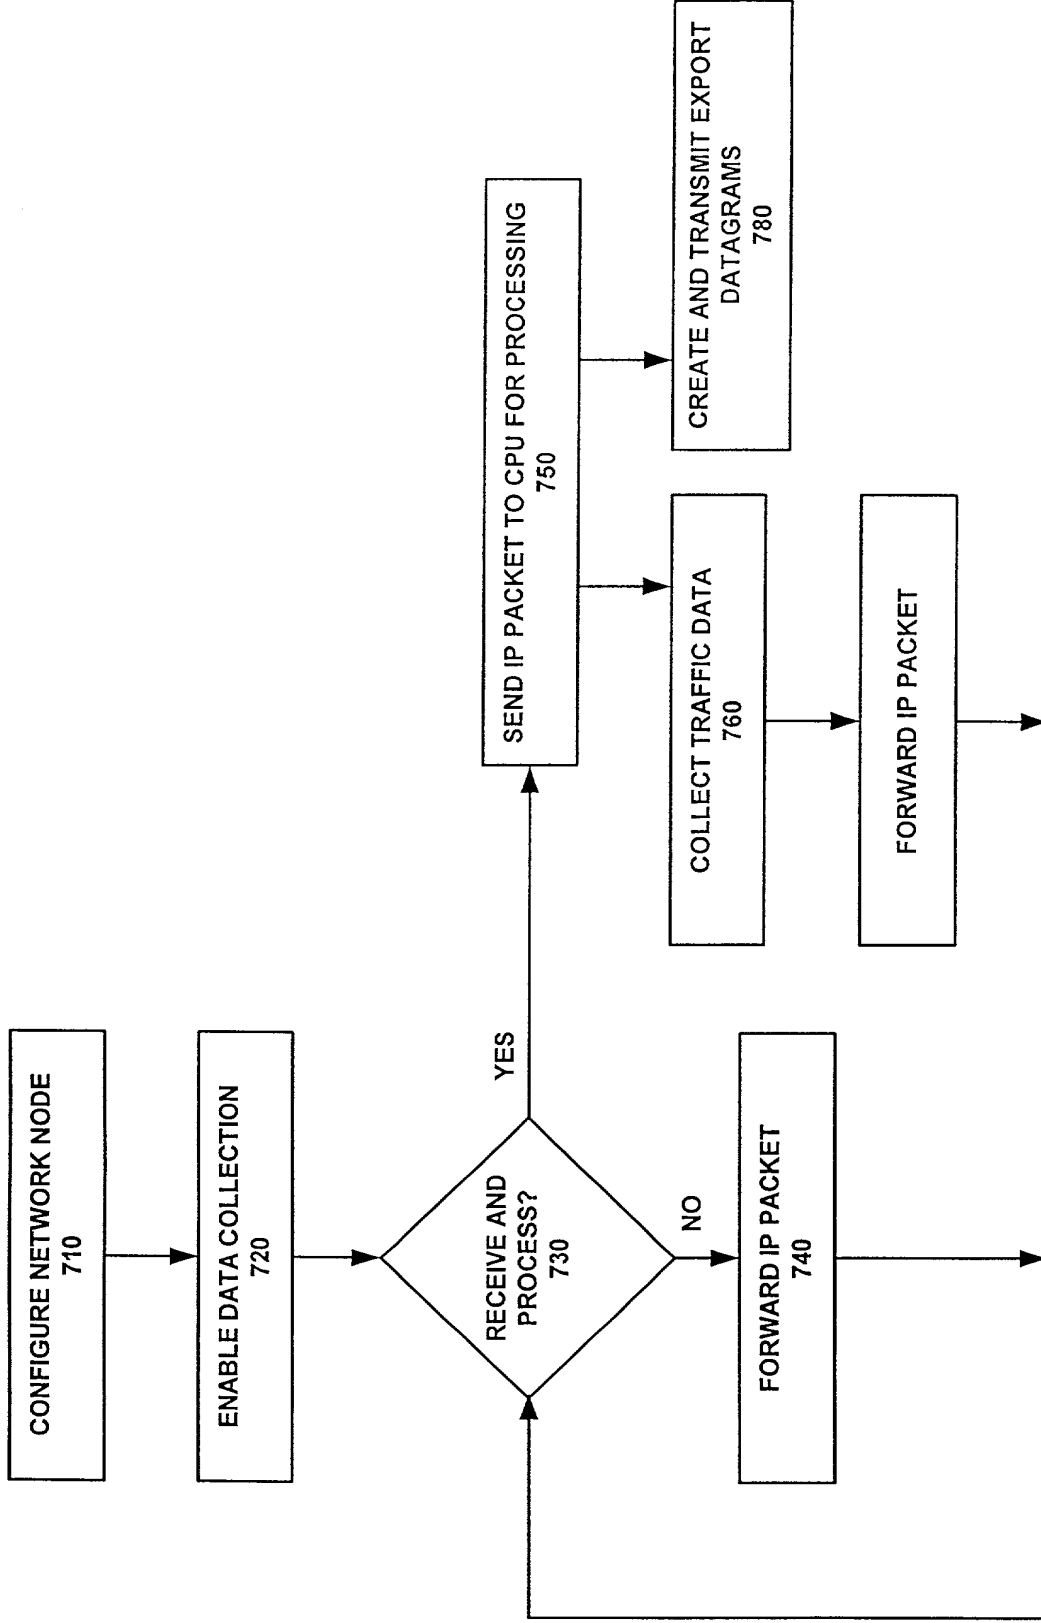 CONFIGURE NETWORK NODE
710
ENABLE DATA COLLECTION
720
RECEIVE AND
PROCESS?
730
YES
NO
SEND IP PACKET TO CPU FOR PROCESSING
750
FORWARD IP PACKET
740
COLLECT TRAFFIC DATA
760
CREATE AND TRANSMIT EXPORT
DATAGRAMS
780
FORWARD IP PACKET